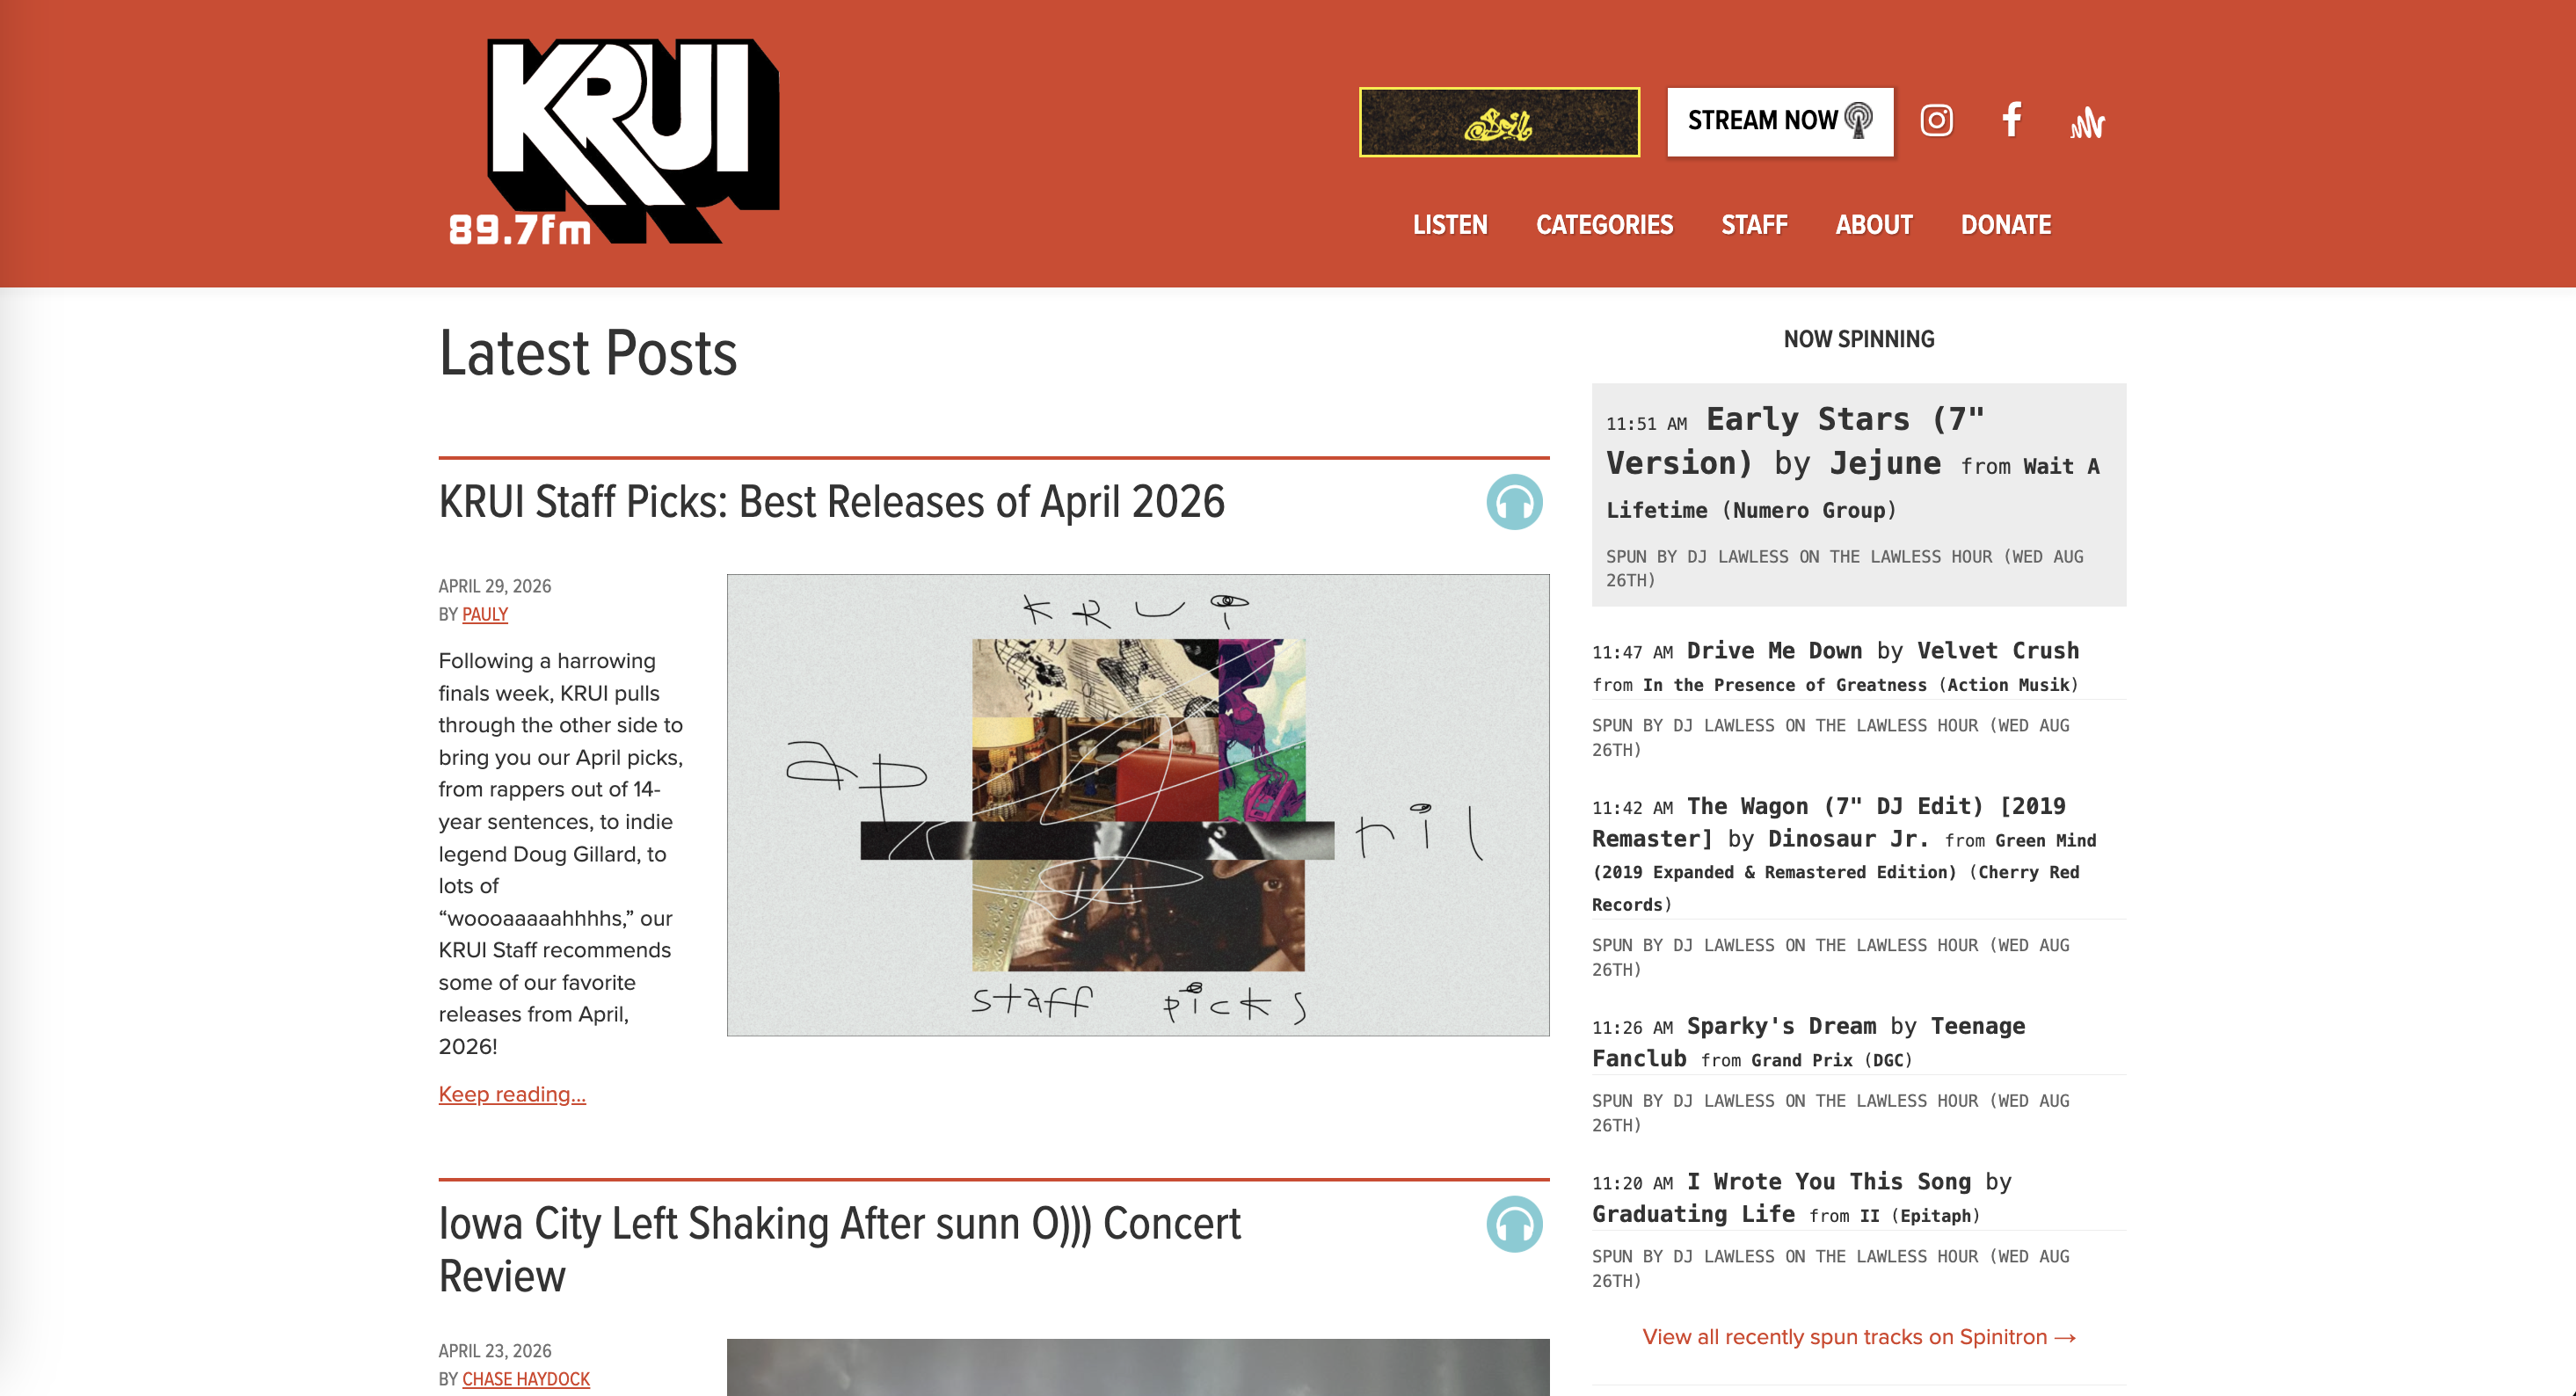 KRUI
89.7fm
Soil
STREAM NOW
LISTEN CATEGORIES STAFF ABOUT DONATE
Latest Posts
KRUI Staff Picks: Best Releases of April 2026
APRIL 29, 2026
BY PAULY
Following a harrowing
finals week, KRUI pulls
through the other side to
bring you our April picks,
from rappers out of 14-
year sentences, to indie
legend Doug Gillard, to
lots of
“woooaaaaahhhhs,” our
KRUI Staff recommends
some of our favorite
releases from April,
2026!
Keep reading...
KRUI
ap
ril
staff picks
Iowa City Left Shaking After sunn O))) Concert
Review
APRIL 23, 2026
BY CHASE HAYDOCK
NOW SPINNING
11:51 AM Early Stars (7"
Version) by Jejune from Wait A
Lifetime (Numero Group)
SPUN BY DJ LAWLESS ON THE LAWLESS HOUR (WED AUG
26TH)
11:47 AM Drive Me Down by Velvet Crush
from In the Presence of Greatness (Action Musik)
SPUN BY DJ LAWLESS ON THE LAWLESS HOUR (WED AUG
26TH)
11:42 AM The Wagon (7" DJ Edit) [2019
Remaster] by Dinosaur Jr. from Green Mind
(2019 Expanded & Remastered Edition) (Cherry Red
Records)
SPUN BY DJ LAWLESS ON THE LAWLESS HOUR (WED AUG
26TH)
11:26 AM Sparky's Dream by Teenage
Fanclub from Grand Prix (DGC)
SPUN BY DJ LAWLESS ON THE LAWLESS HOUR (WED AUG
26TH)
11:20 AM I Wrote You This Song by
Graduating Life from II (Epitaph)
SPUN BY DJ LAWLESS ON THE LAWLESS HOUR (WED AUG
26TH)
View all recently spun tracks on Spinitron →